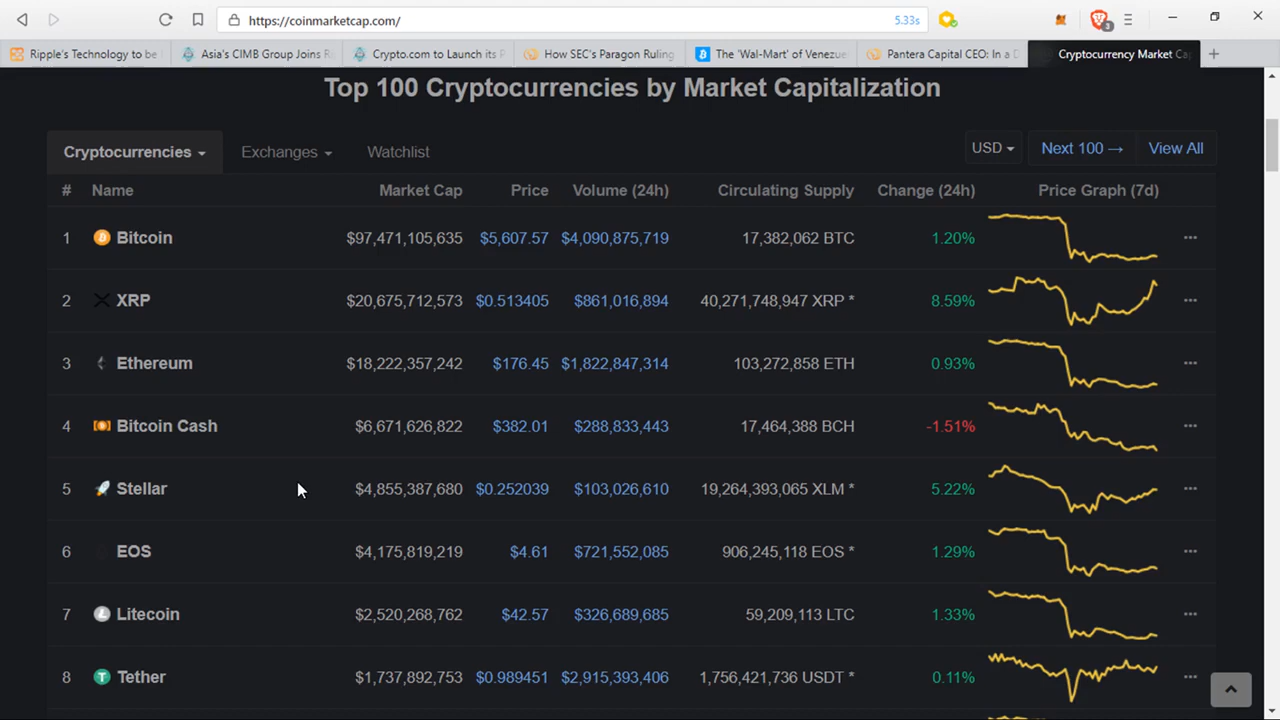 https://coinmarketcap.com/ 5.33s 3
Ripple's Technology to be Asia's CIMB Group Joins R Crypto.com to Launch its P How SEC's Paragon Ruling The 'Wal-Mart' of Venezue Pantera Capital CEO: In a D Cryptocurrency Market Ca
Top 100 Cryptocurrencies by Market Capitalization
Cryptocurrencies Exchanges Watchlist USD Next 100 → View All
# Name Market Cap Price Volume (24h) Circulating Supply Change (24h) Price Graph (7d)
1 Bitcoin $97,471,105,635 $5,607.57 $4,090,875,719 17,382,062 BTC 1.20%
2 XRP $20,675,712,573 $0.513405 $861,016,894 40,271,748,947 XRP * 8.59%
3 Ethereum $18,222,357,242 $176.45 $1,822,847,314 103,272,858 ETH 0.93%
4 Bitcoin Cash $6,671,626,822 $382.01 $288,833,443 17,464,388 BCH -1.51%
5 Stellar $4,855,387,680 $0.252039 $103,026,610 19,264,393,065 XLM * 5.22%
6 EOS $4,175,819,219 $4.61 $721,552,085 906,245,118 EOS * 1.29%
7 Litecoin $2,520,268,762 $42.57 $326,689,685 59,209,113 LTC 1.33%
8 Tether $1,737,892,753 $0.989451 $2,915,393,406 1,756,421,736 USDT * 0.11%